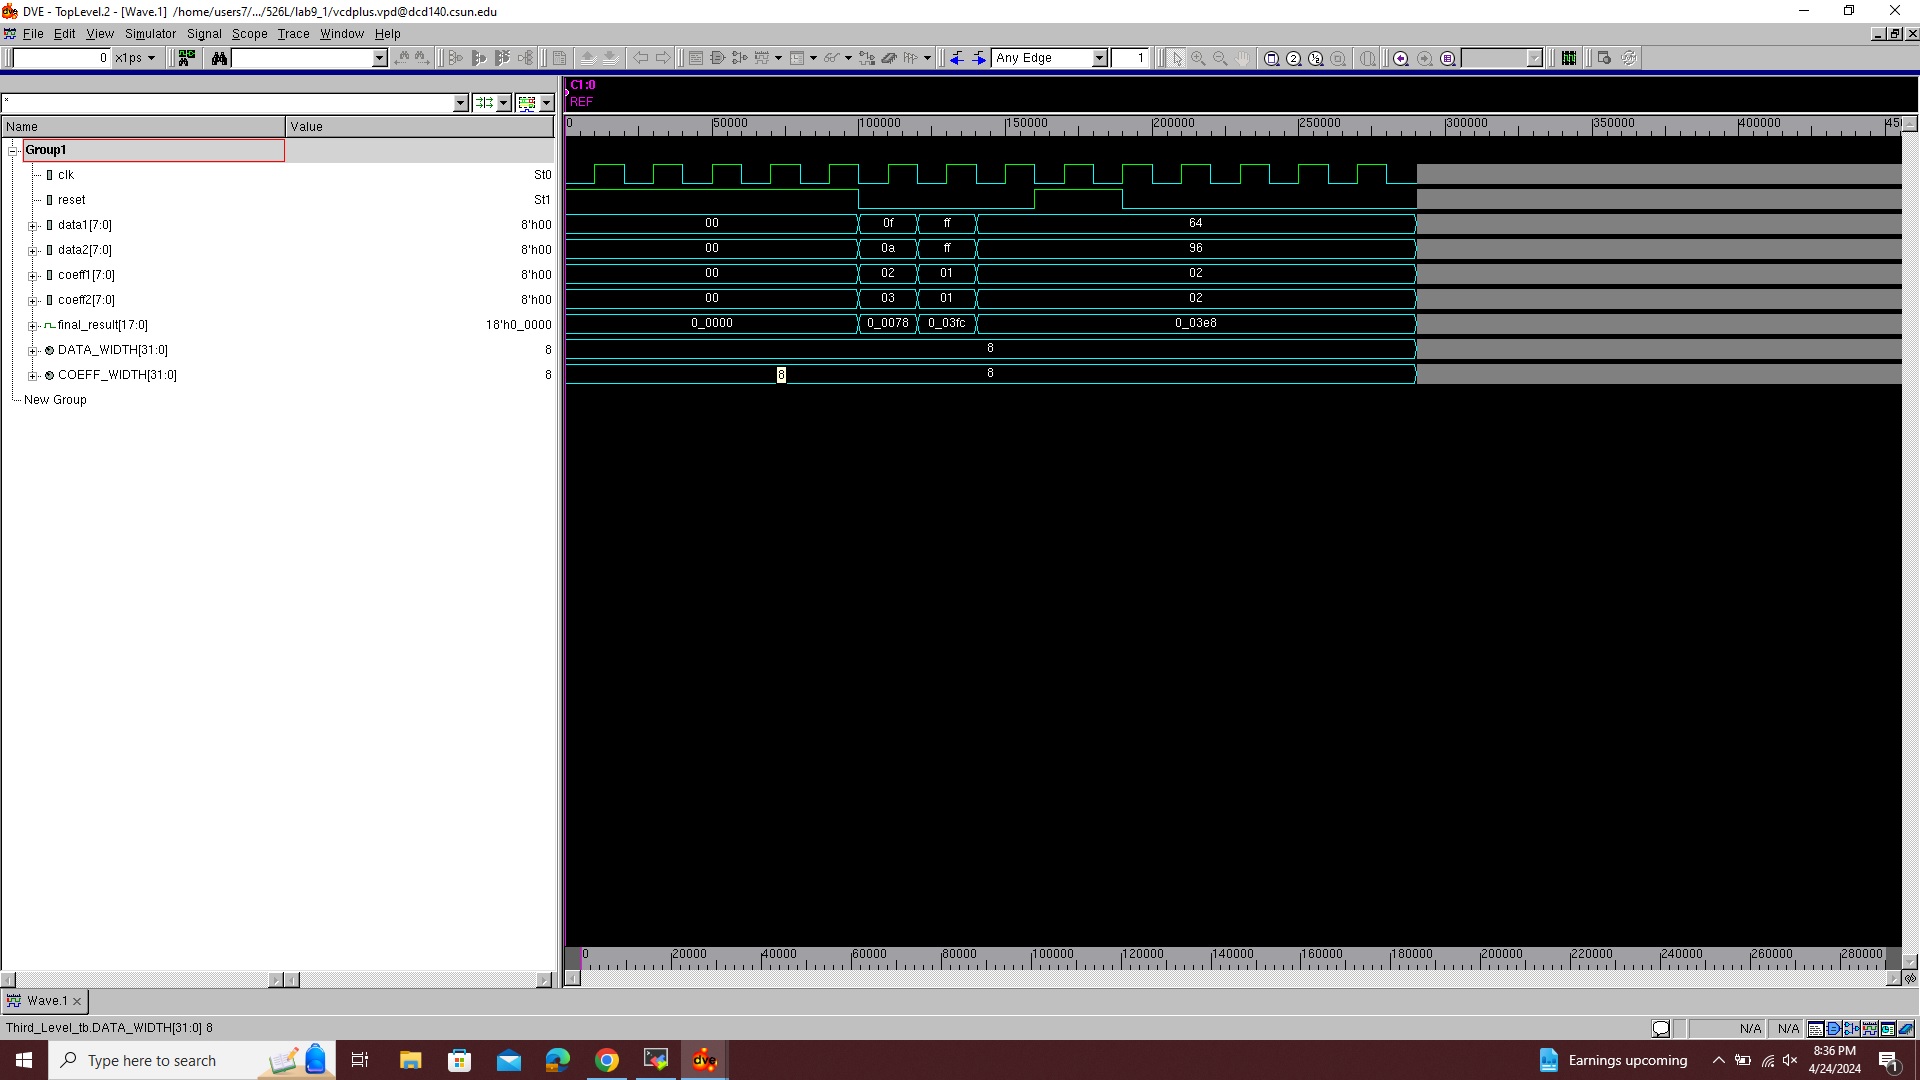 DVE - TopLevel.2 - [Wave.1] /home/users7/.../526L/lab9_1/vcdplus.vpd@dcd140.csun.edu
File Edit View Simulator Signal Scope Trace Window Help
0 x1ps Any Edge 1
C1:0
REF
*
Name Value
0 50000 100000 150000 200000 250000 300000 350000 400000 45
Group1
clk St0
reset St1
data1[7:0] 8'h00 00 0f ff 64
data2[7:0] 8'h00 00 0a ff 96
coeff1[7:0] 8'h00 00 02 01 02
coeff2[7:0] 8'h00 00 03 01 02
final_result[17:0] 18'h0_0000 0_0000 0_0078 0_03fc 0_03e8
DATA_WIDTH[31:0] 8 8
COEFF_WIDTH[31:0] 8 8 8
New Group
0 20000 40000 60000 80000 100000 120000 140000 160000 180000 200000 220000 240000 260000 280000
Wave.1
Third_Level_tb.DATA_WIDTH[31:0] 8
N/A N/A
Type here to search
dve
Earnings upcoming
8:36 PM
4/24/2024
1